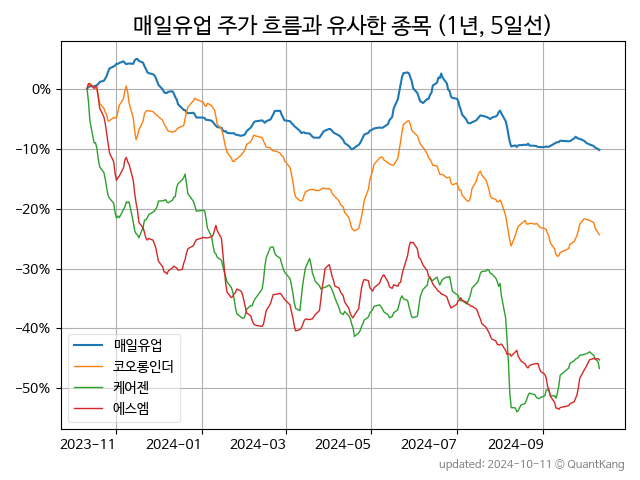 매일유업 주가 흐름과 유사한 종목 (1년, 5일선)
0%
−10%
−20%
−30%
−40%
−50%
매일유업
코오롱인더
케어젠
에스엠
2023-11 2024-01 2024-03 2024-05 2024-07 2024-09
updated: 2024-10-11 © QuantKang